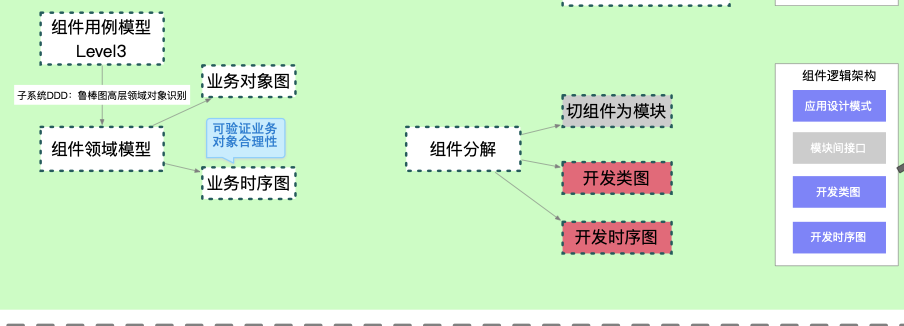 组件用例模型
Level3
子系统DDD：鲁棒图高层领域对象识别
业务对象图
可验证业务
对象合理性
组件领域模型
业务时序图
切组件为模块
组件分解
开发类图
开发时序图
组件逻辑架构
应用设计模式
模块间接口
开发类图
开发时序图